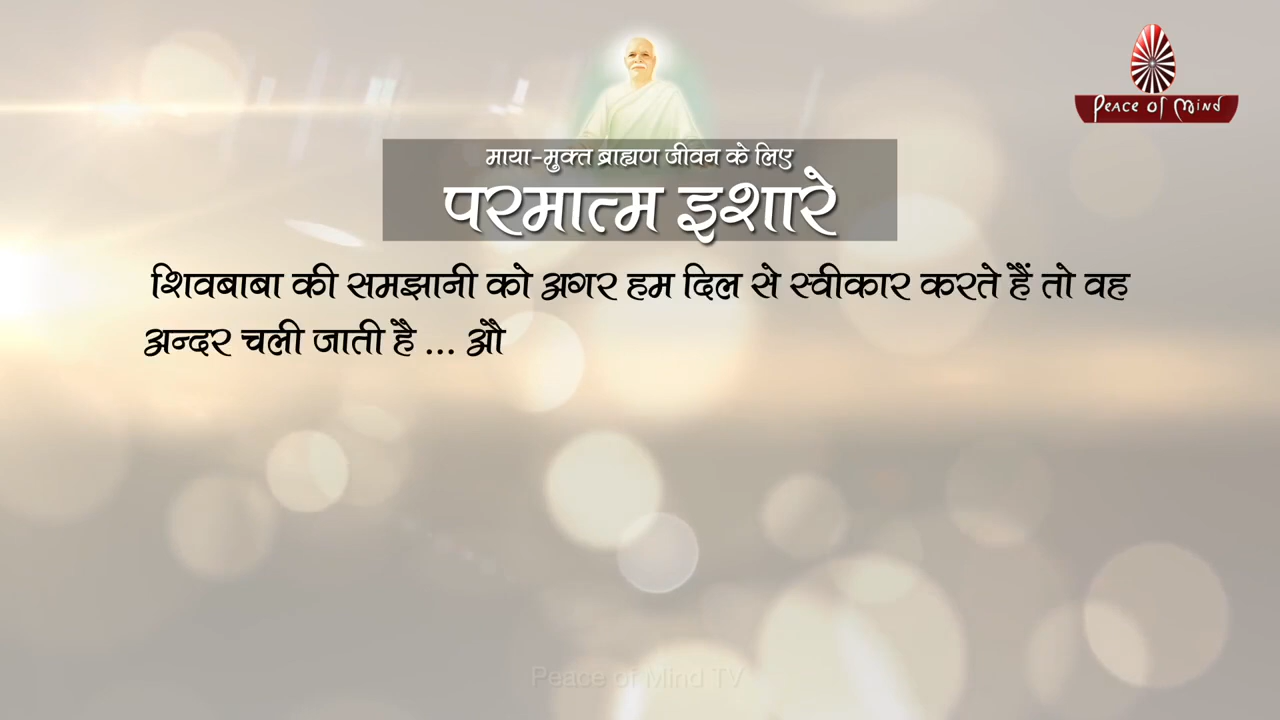 Peace of Mind
माया-मुक्त ब्राह्मण जीवन के लिए
परमात्म इशारे
शिवबाबा की समझानी को अगर हम दिल से स्वीकार करते हैं तो वह
अन्दर चली जाती है ... औ
Peace of Mind TV